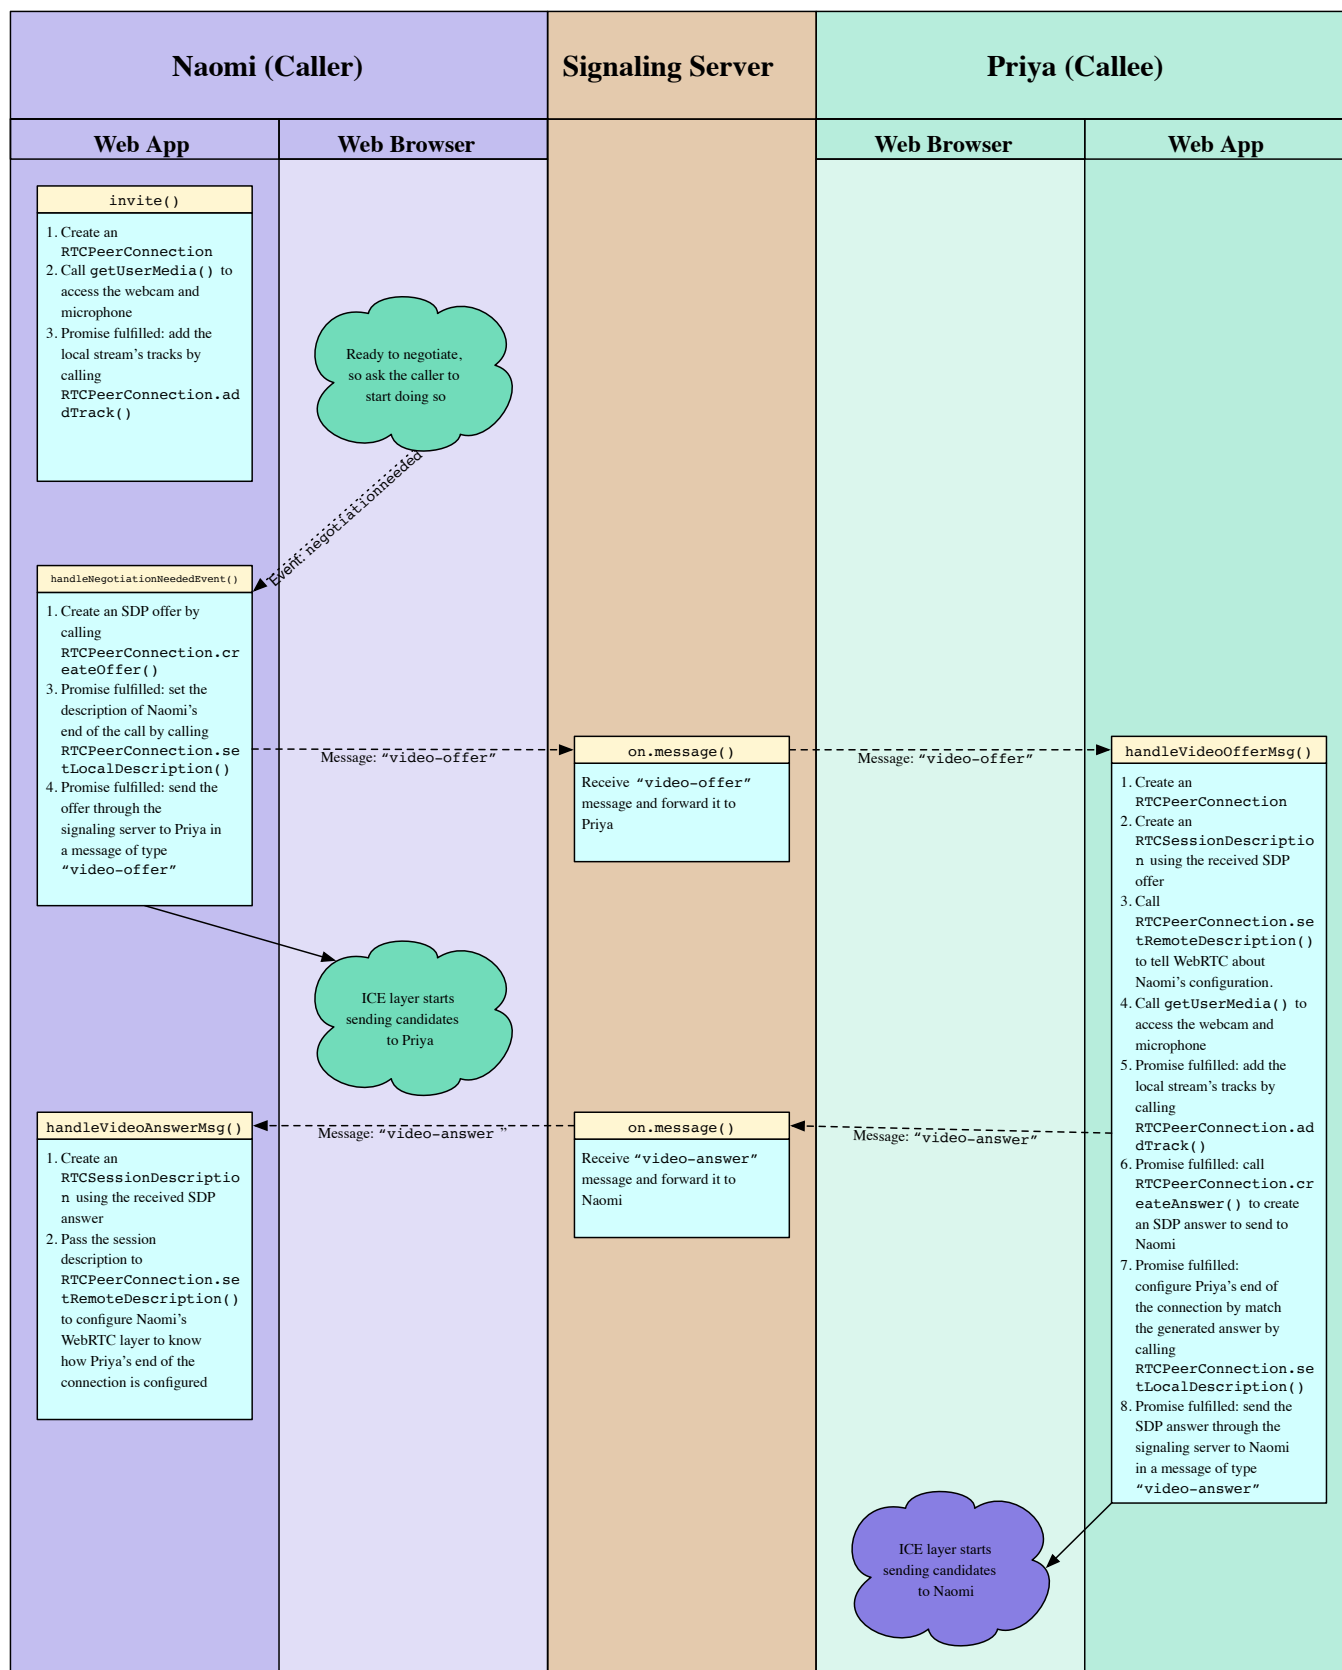 Naomi (Caller)
Signaling Server
Priya (Callee)
Web App
Web Browser
Web Browser
Web App
invite()
1. Create an
RTCPeerConnection
2. Call getUserMedia() to
access the webcam and
microphone
3. Promise fulfilled: add the
local stream’s tracks by
calling
RTCPeerConnection.ad
dTrack()
Ready to negotiate,
so ask the caller to
start doing so
Event: negotiationneeded
handleNegotiationNeededEvent()
1. Create an SDP offer by
calling
RTCPeerConnection.cr
eateOffer()
3. Promise fulfilled: set the
description of Naomi’s
end of the call by calling
RTCPeerConnection.se
tLocalDescription()
4. Promise fulfilled: send the
offer through the
signaling server to Priya in
a message of type
“video-offer”
Message: “video-offer”
on.message()
Receive “video-offer”
message and forward it to
Priya
Message: “video-offer”
handleVideoOfferMsg()
1. Create an
RTCPeerConnection
2. Create an
RTCSessionDescriptio
n using the received SDP
offer
3. Call
RTCPeerConnection.se
tRemoteDescription()
to tell WebRTC about
Naomi’s configuration.
4. Call getUserMedia() to
access the webcam and
microphone
5. Promise fulfilled: add the
local stream’s tracks by
calling
RTCPeerConnection.ad
dTrack()
6. Promise fulfilled: call
RTCPeerConnection.cr
eateAnswer() to create
an SDP answer to send to
Naomi
7. Promise fulfilled:
configure Priya’s end of
the connection by match
the generated answer by
calling
RTCPeerConnection.se
tLocalDescription()
8. Promise fulfilled: send the
SDP answer through the
signaling server to Naomi
in a message of type
“video-answer”
ICE layer starts
sending candidates
to Priya
Message: “video-answer”
on.message()
Receive “video-answer”
message and forward it to
Naomi
Message: “video-answer ”
handleVideoAnswerMsg()
1. Create an
RTCSessionDescriptio
n using the received SDP
answer
2. Pass the session
description to
RTCPeerConnection.se
tRemoteDescription()
to configure Naomi’s
WebRTC layer to know
how Priya’s end of the
connection is configured
ICE layer starts
sending candidates
to Naomi